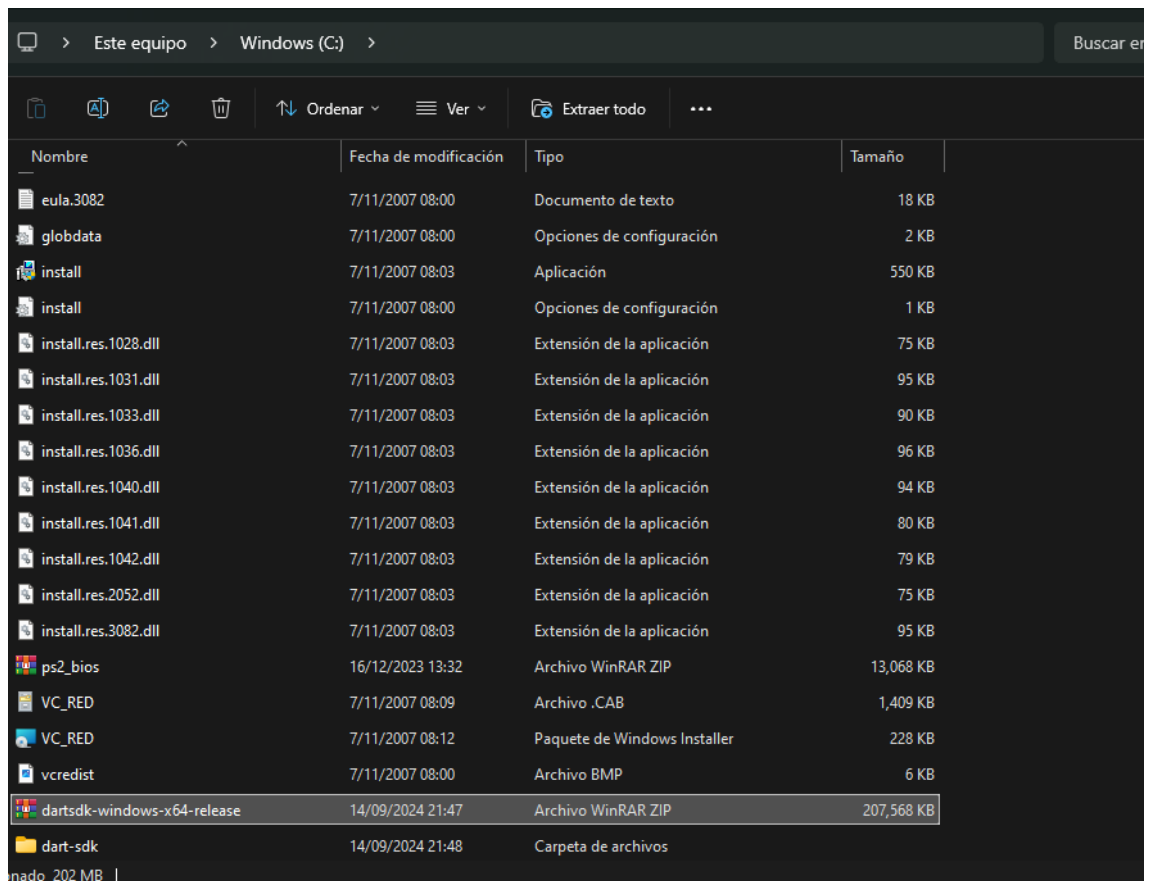 Este equipo > Windows (C:) >
Buscar en
Ordenar Ver Extraer todo ...
Nombre Fecha de modificación Tipo Tamaño
eula.3082 7/11/2007 08:00 Documento de texto 18 KB
globdata 7/11/2007 08:00 Opciones de configuración 2 KB
install 7/11/2007 08:03 Aplicación 550 KB
install 7/11/2007 08:00 Opciones de configuración 1 KB
install.res.1028.dll 7/11/2007 08:03 Extensión de la aplicación 75 KB
install.res.1031.dll 7/11/2007 08:03 Extensión de la aplicación 95 KB
install.res.1033.dll 7/11/2007 08:03 Extensión de la aplicación 90 KB
install.res.1036.dll 7/11/2007 08:03 Extensión de la aplicación 96 KB
install.res.1040.dll 7/11/2007 08:03 Extensión de la aplicación 94 KB
install.res.1041.dll 7/11/2007 08:03 Extensión de la aplicación 80 KB
install.res.1042.dll 7/11/2007 08:03 Extensión de la aplicación 79 KB
install.res.2052.dll 7/11/2007 08:03 Extensión de la aplicación 75 KB
install.res.3082.dll 7/11/2007 08:03 Extensión de la aplicación 95 KB
ps2_bios 16/12/2023 13:32 Archivo WinRAR ZIP 13,068 KB
VC_RED 7/11/2007 08:09 Archivo .CAB 1,409 KB
VC_RED 7/11/2007 08:12 Paquete de Windows Installer 228 KB
vcredist 7/11/2007 08:00 Archivo BMP 6 KB
dartsdk-windows-x64-release 14/09/2024 21:47 Archivo WinRAR ZIP 207,568 KB
dart-sdk 14/09/2024 21:48 Carpeta de archivos
onado 202 MB